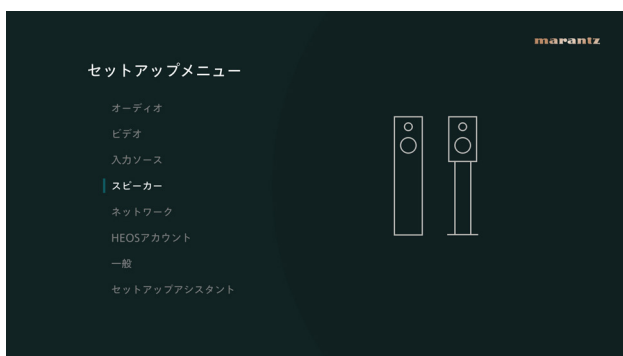 marantz
セットアップメニュー
オーディオ
ビデオ
入力ソース
スピーカー
ネットワーク
HEOSアカウント
一般
セットアップアシスタント